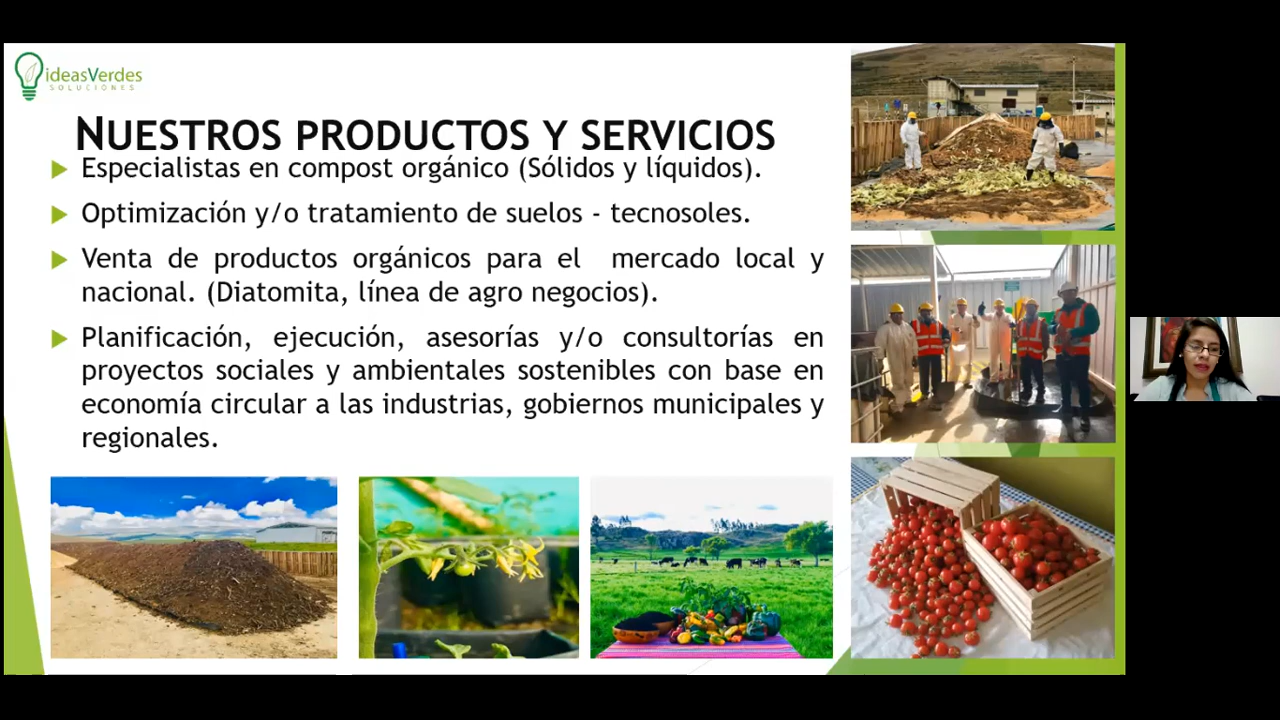 ideasVerdes
SOLUCIONES
NUESTROS PRODUCTOS Y SERVICIOS
Especialistas en compost orgánico (Sólidos y líquidos).
Optimización y/o tratamiento de suelos - tecnosoles.
Venta de productos orgánicos para el mercado local y
nacional. (Diatomita, línea de agro negocios).
Planificación, ejecución, asesorías y/o consultorías en
proyectos sociales y ambientales sostenibles con base en
economía circular a las industrias, gobiernos municipales y
regionales.